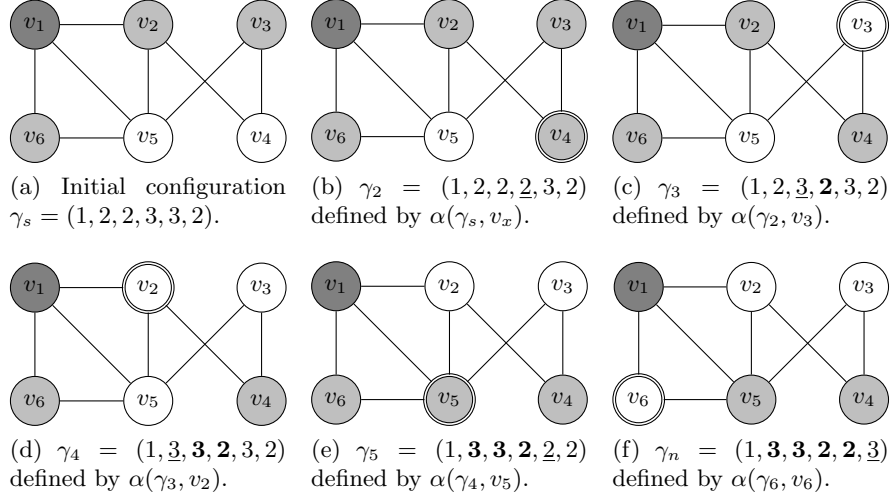 v₁ v₂ v₃ v₁ v₂ v₃ v₁ v₂ v₃
v₆ v₅ v₄ v₆ v₅ v₄ v₆ v₅ v₄
(a) Initial configuration
γₛ = (1, 2, 2, 3, 3, 2).
(b) γ₂ = (1, 2, 2, 2, 3, 2)
defined by α(γₛ, vₓ).
(c) γ₃ = (1, 2, 3, 2, 3, 2)
defined by α(γ₂, v₃).
v₁ v₂ v₃ v₁ v₂ v₃ v₁ v₂ v₃
v₆ v₅ v₄ v₆ v₅ v₄ v₆ v₅ v₄
(d) γ₄ = (1, 3, 3, 2, 3, 2)
defined by α(γ₃, v₂).
(e) γ₅ = (1, 3, 3, 2, 2, 2)
defined by α(γ₄, v₅).
(f) γₙ = (1, 3, 3, 2, 2, 3)
defined by α(γ₆, v₆).